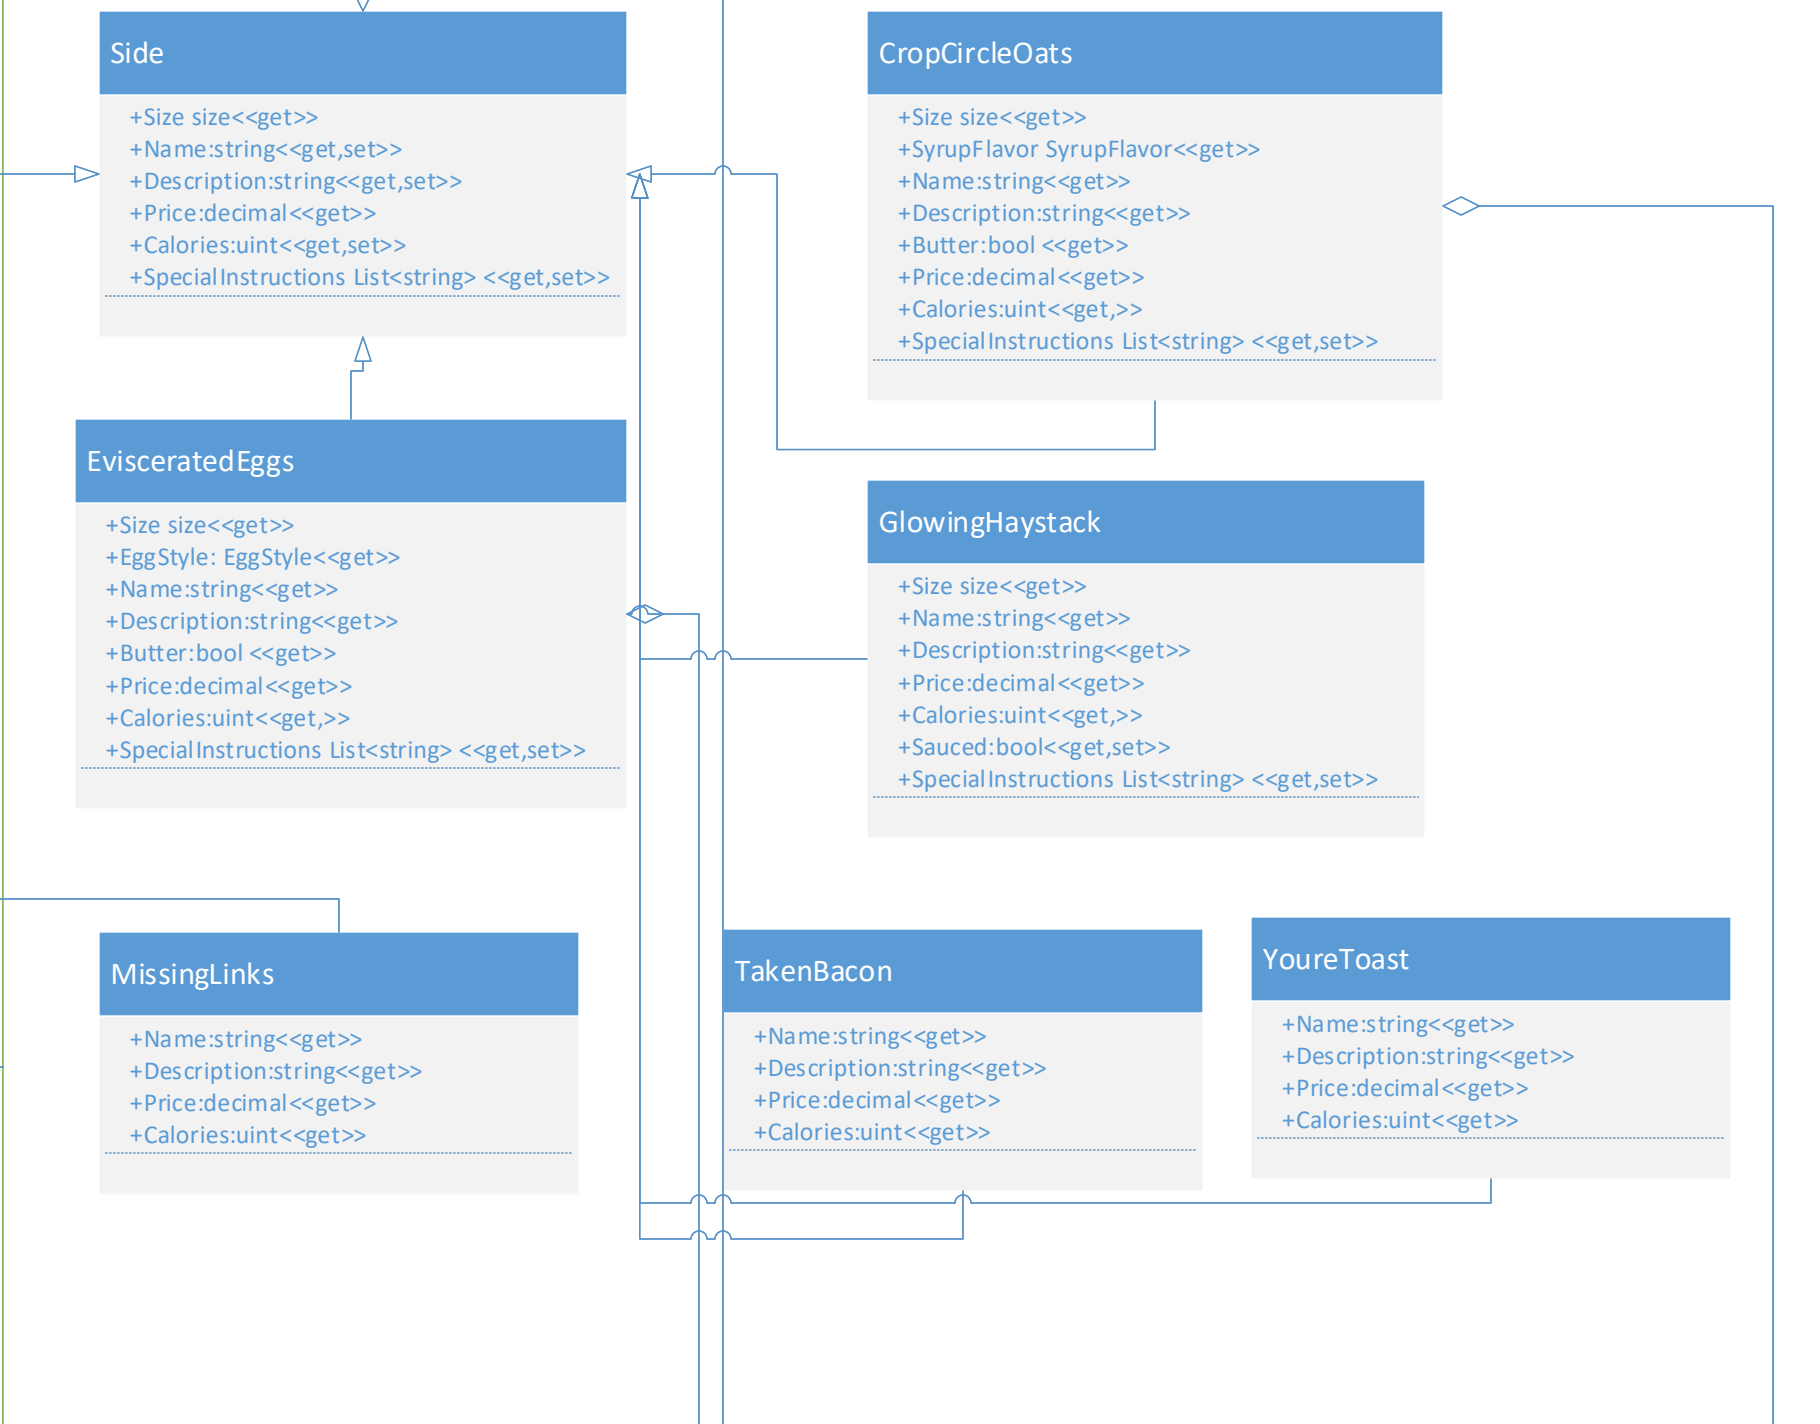 Side
+Size size<<get>>
+Name:string<<get,set>>
+Description:string<<get,set>>
+Price:decimal<<get>>
+Calories:uint<<get,set>>
+SpecialInstructions List<string> <<get,set>>
CropCircleOats
+Size size<<get>>
+SyrupFlavor SyrupFlavor<<get>>
+Name:string<<get>>
+Description:string<<get>>
+Butter:bool <<get>>
+Price:decimal<<get>>
+Calories:uint<<get,>>
+SpecialInstructions List<string> <<get,set>>
EvisceratedEggs
+Size size<<get>>
+EggStyle: EggStyle<<get>>
+Name:string<<get>>
+Description:string<<get>>
+Butter:bool <<get>>
+Price:decimal<<get>>
+Calories:uint<<get,>>
+SpecialInstructions List<string> <<get,set>>
GlowingHaystack
+Size size<<get>>
+Name:string<<get>>
+Description:string<<get>>
+Price:decimal<<get>>
+Calories:uint<<get,>>
+Sauced:bool<<get,set>>
+SpecialInstructions List<string> <<get,set>>
MissingLinks
+Name:string<<get>>
+Description:string<<get>>
+Price:decimal<<get>>
+Calories:uint<<get>>
TakenBacon
+Name:string<<get>>
+Description:string<<get>>
+Price:decimal<<get>>
+Calories:uint<<get>>
YoureToast
+Name:string<<get>>
+Description:string<<get>>
+Price:decimal<<get>>
+Calories:uint<<get>>